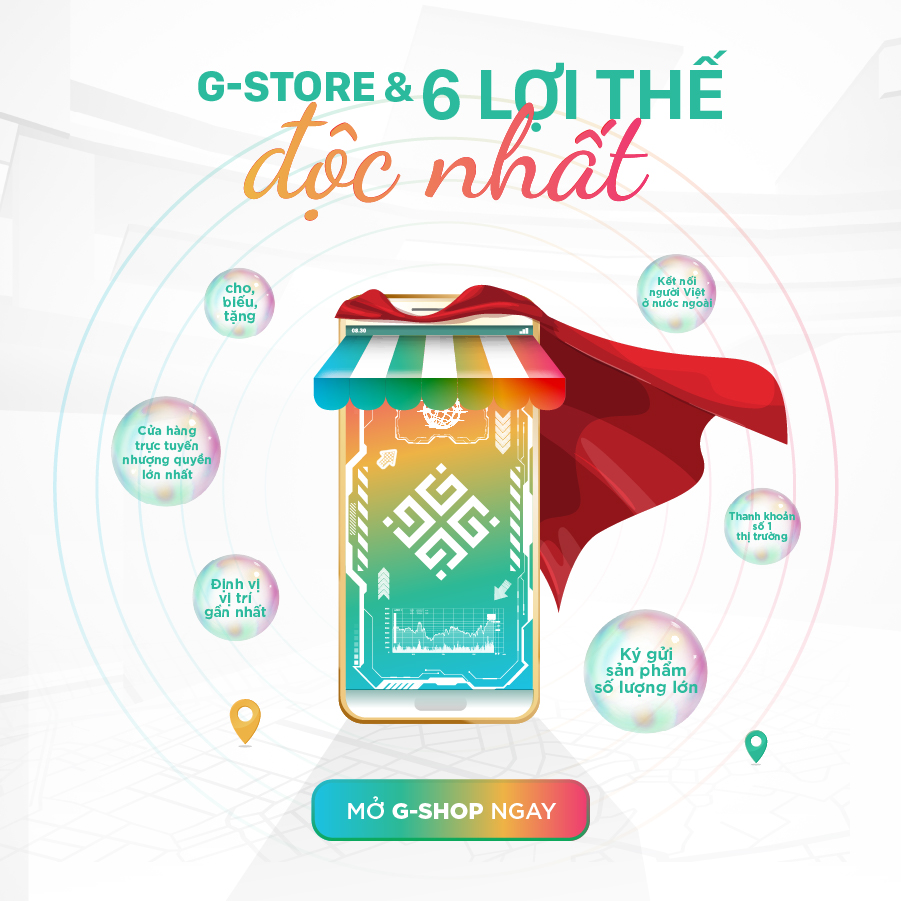 G-STORE & 6 LỢI THẾ
độc nhất
cho,
biếu,
tặng
Kết nối
người Việt
ở nước ngoài
08.30
Cửa hàng
trực tuyến
nhượng quyền
lớn nhất
Thanh khoản
số 1
thị trường
Định vị
vị trí
gần nhất
Ký gửi
sản phẩm
số lượng lớn
MỞ G-SHOP NGAY